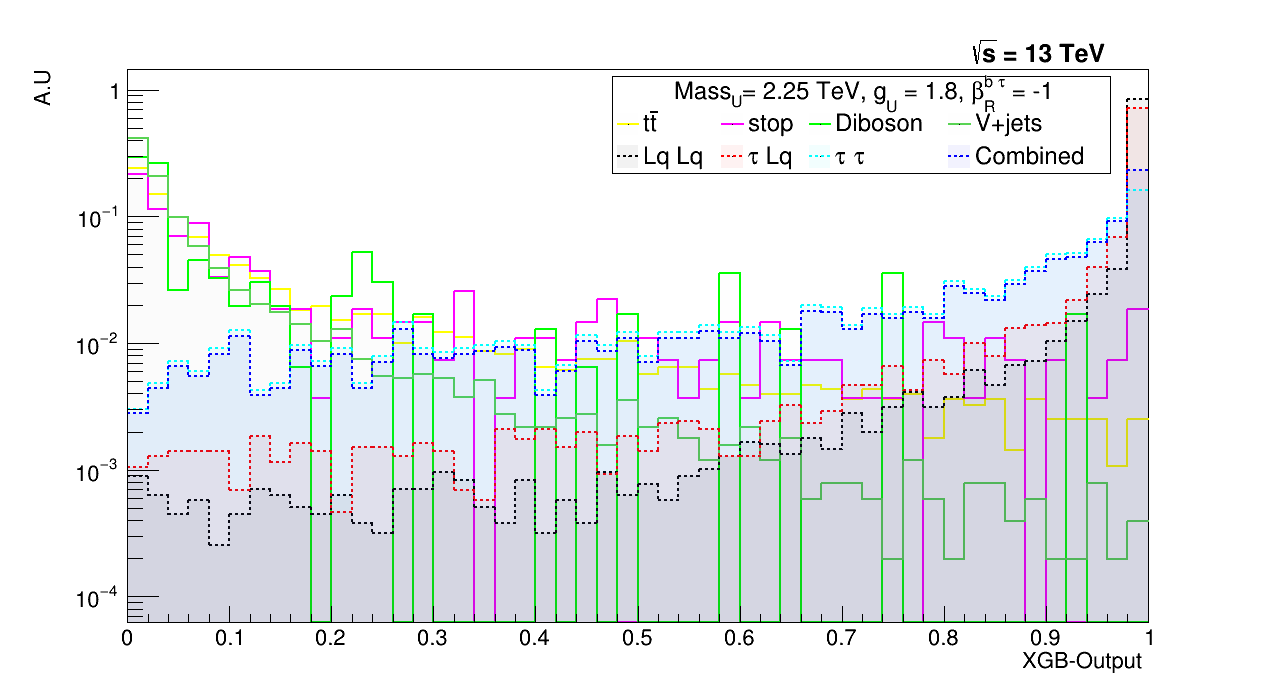 √s = 13 TeV
A.U
Mass_U= 2.25 TeV, g_U = 1.8, β_R^{b τ} = -1
tt̄ stop Diboson V+jets
Lq Lq τ Lq τ τ Combined
1
10⁻¹
10⁻²
10⁻³
10⁻⁴
0 0.1 0.2 0.3 0.4 0.5 0.6 0.7 0.8 0.9 1
XGB-Output